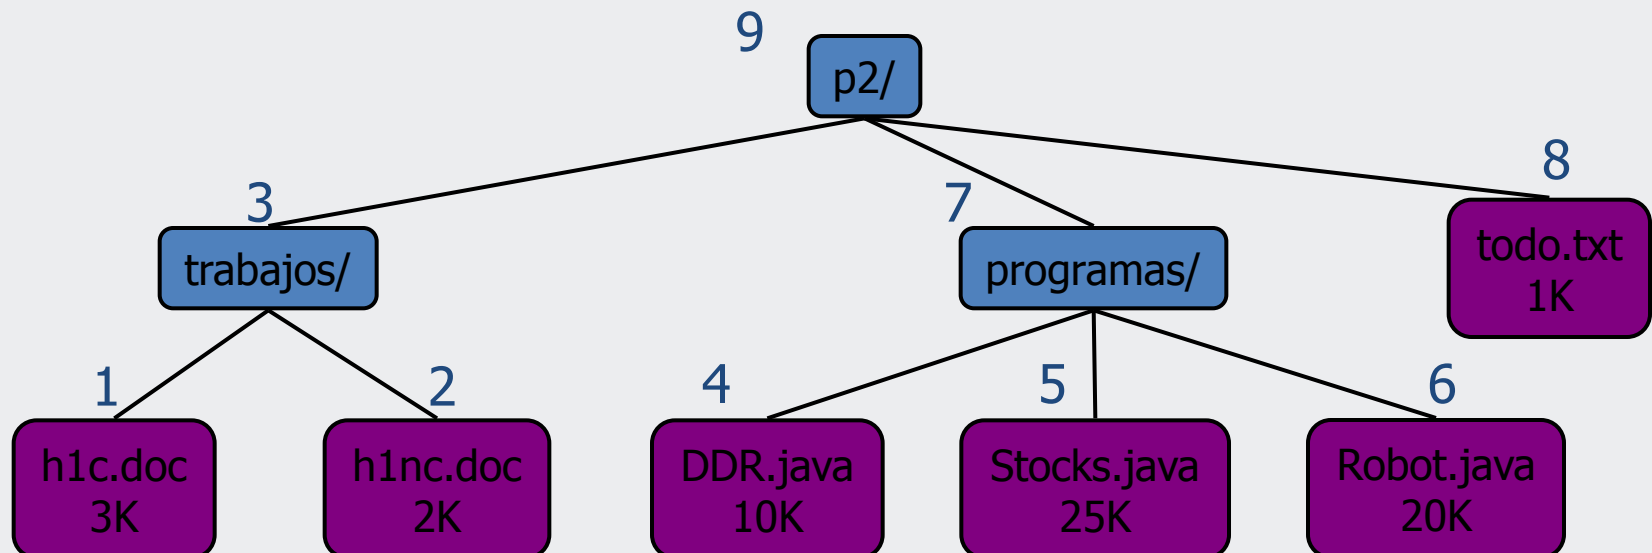 9
p2/
3
7
8
trabajos/
programas/
todo.txt
1K
1
2
4
5
6
h1c.doc
3K
h1nc.doc
2K
DDR.java
10K
Stocks.java
25K
Robot.java
20K